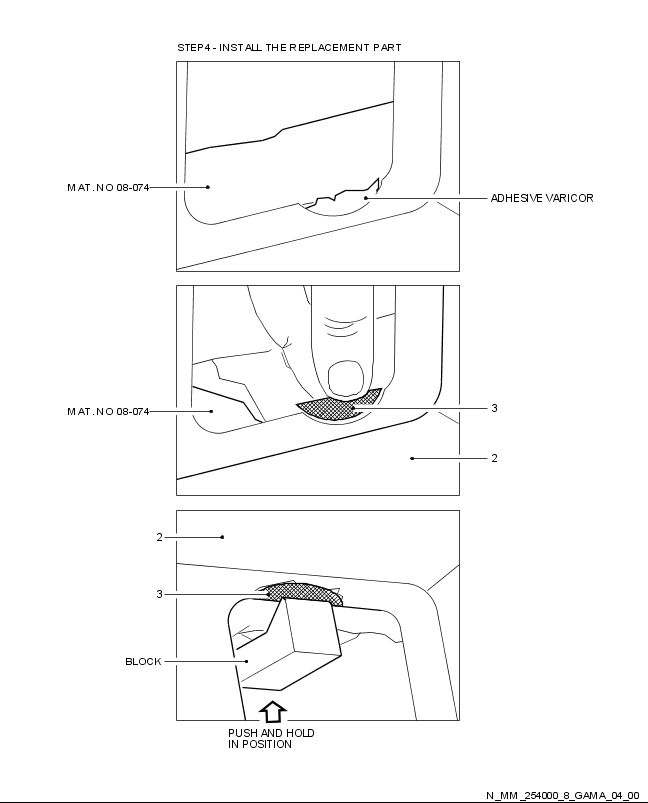 STEP4 - INSTALL THE REPLACEMENT PART
MAT. NO 08-074
ADHESIVE VARICOR
MAT. NO 08-074
3
2
2
3
BLOCK
PUSH AND HOLD
IN POSITION
N_MM_254000_8_GAMA_04_00